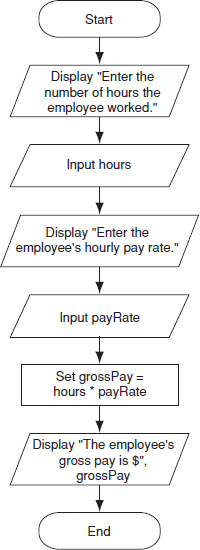 Start
Display "Enter the
number of hours the
employee worked."
Input hours
Display "Enter the
employee's hourly pay rate."
Input payRate
Set grossPay =
hours * payRate
Display "The employee's
gross pay is $",
grossPay
End